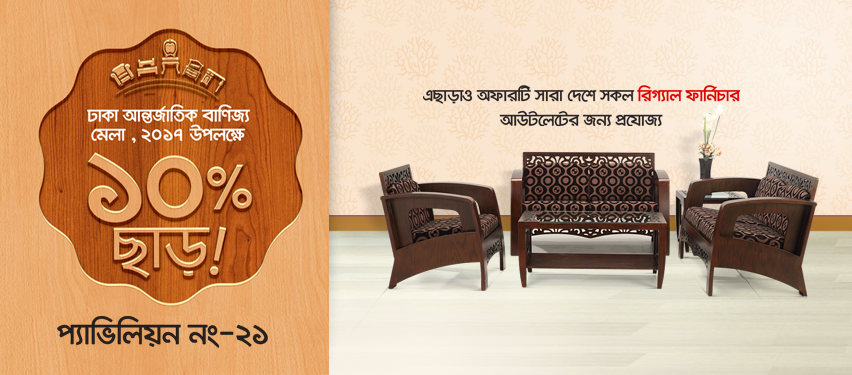 ঢাকা আন্তর্জাতিক বাণিজ্য
মেলা , ২০১৭ উপলক্ষে
১০%
ছাড়!
প্যাভিলিয়ন নং-২১
এছাড়াও অফারটি সারা দেশে সকল রিগ্যাল ফার্নিচার
আউটলেটের জন্য প্রযোজ্য